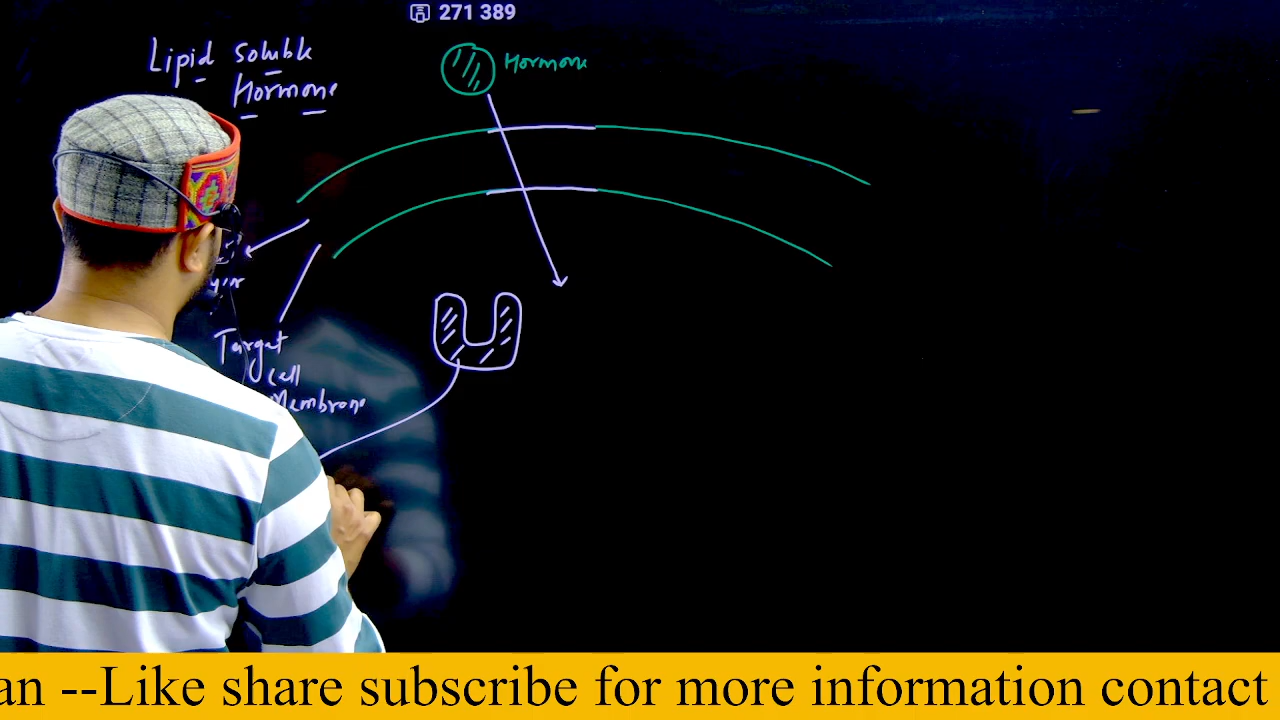 271 389
Lipid Soluble
Hormone
Hormone
Target
Cell
Membrane
an --Like share subscribe for more information contact